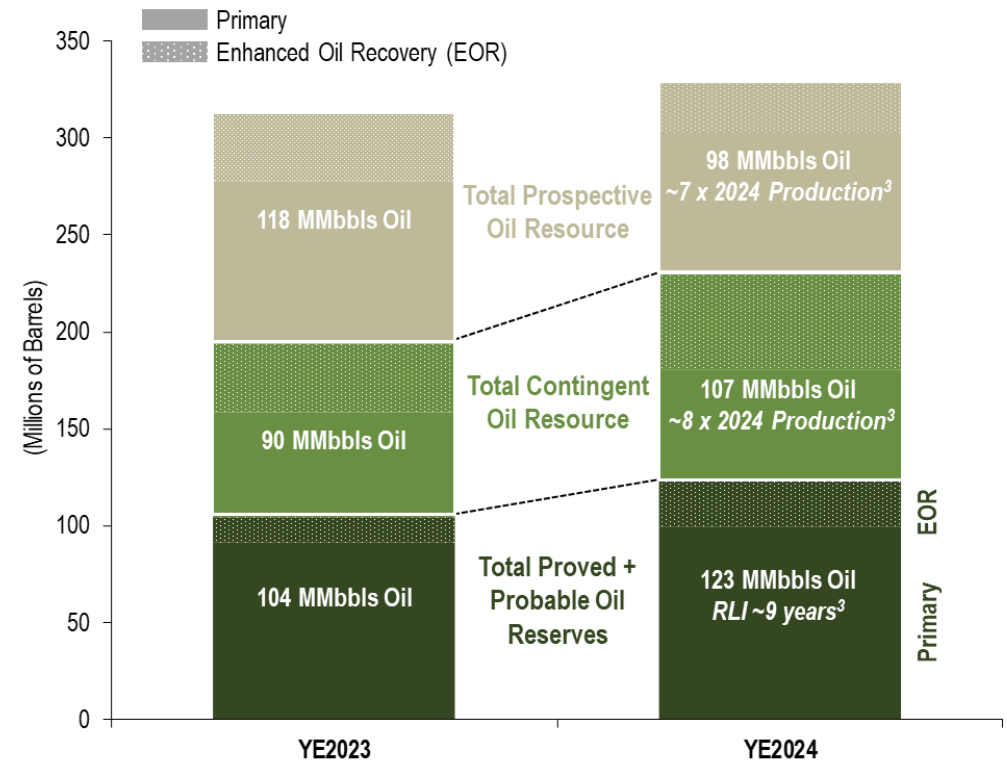 Primary
Enhanced Oil Recovery (EOR)
350
300
250
200
150
100
50
0
(Millions of Barrels)
118 MMbbls Oil
90 MMbbls Oil
104 MMbbls Oil
Total Prospective
Oil Resource
Total Contingent
Oil Resource
Total Proved +
Probable Oil
Reserves
98 MMbbls Oil
~7 x 2024 Production³
107 MMbbls Oil
~8 x 2024 Production³
123 MMbbls Oil
RLI ~9 years³
EOR
Primary
YE2023
YE2024